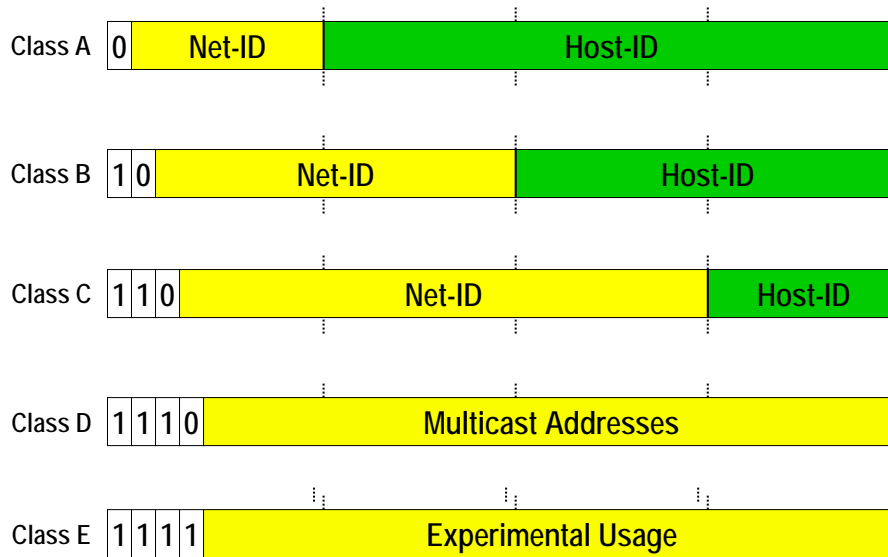 Class A 0 Net-ID Host-ID
Class B 1 0 Net-ID Host-ID
Class C 1 1 0 Net-ID Host-ID
Class D 1 1 1 0 Multicast Addresses
Class E 1 1 1 1 Experimental Usage